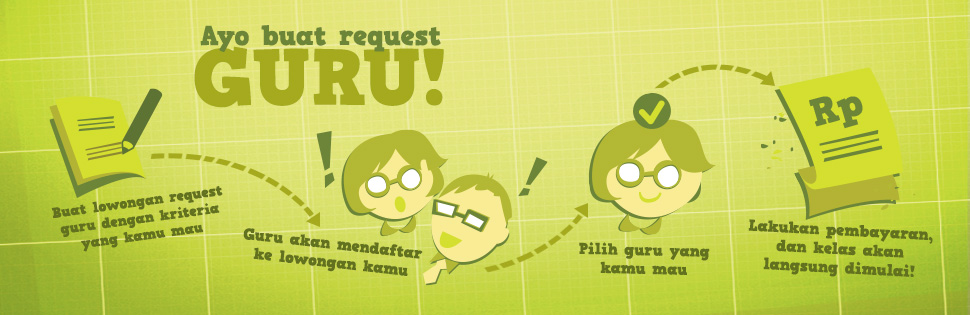 Ayo buat request
GURU!
Buat lowongan request
guru dengan kriteria
yang kamu mau
Guru akan mendaftar
ke lowongan kamu
Pilih guru yang
kamu mau
Rp
Lakukan pembayaran,
dan kelas akan
langsung dimulai!